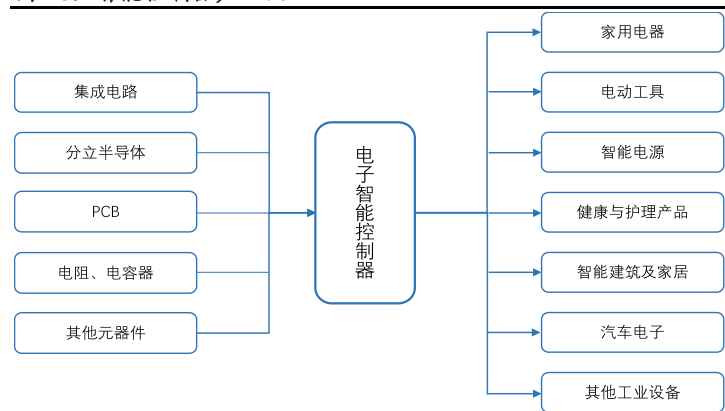 集成电路
分立半导体
PCB
电阻、电容器
其他元器件
电子智能控制器
家用电器
电动工具
智能电源
健康与护理产品
智能建筑及家居
汽车电子
其他工业设备